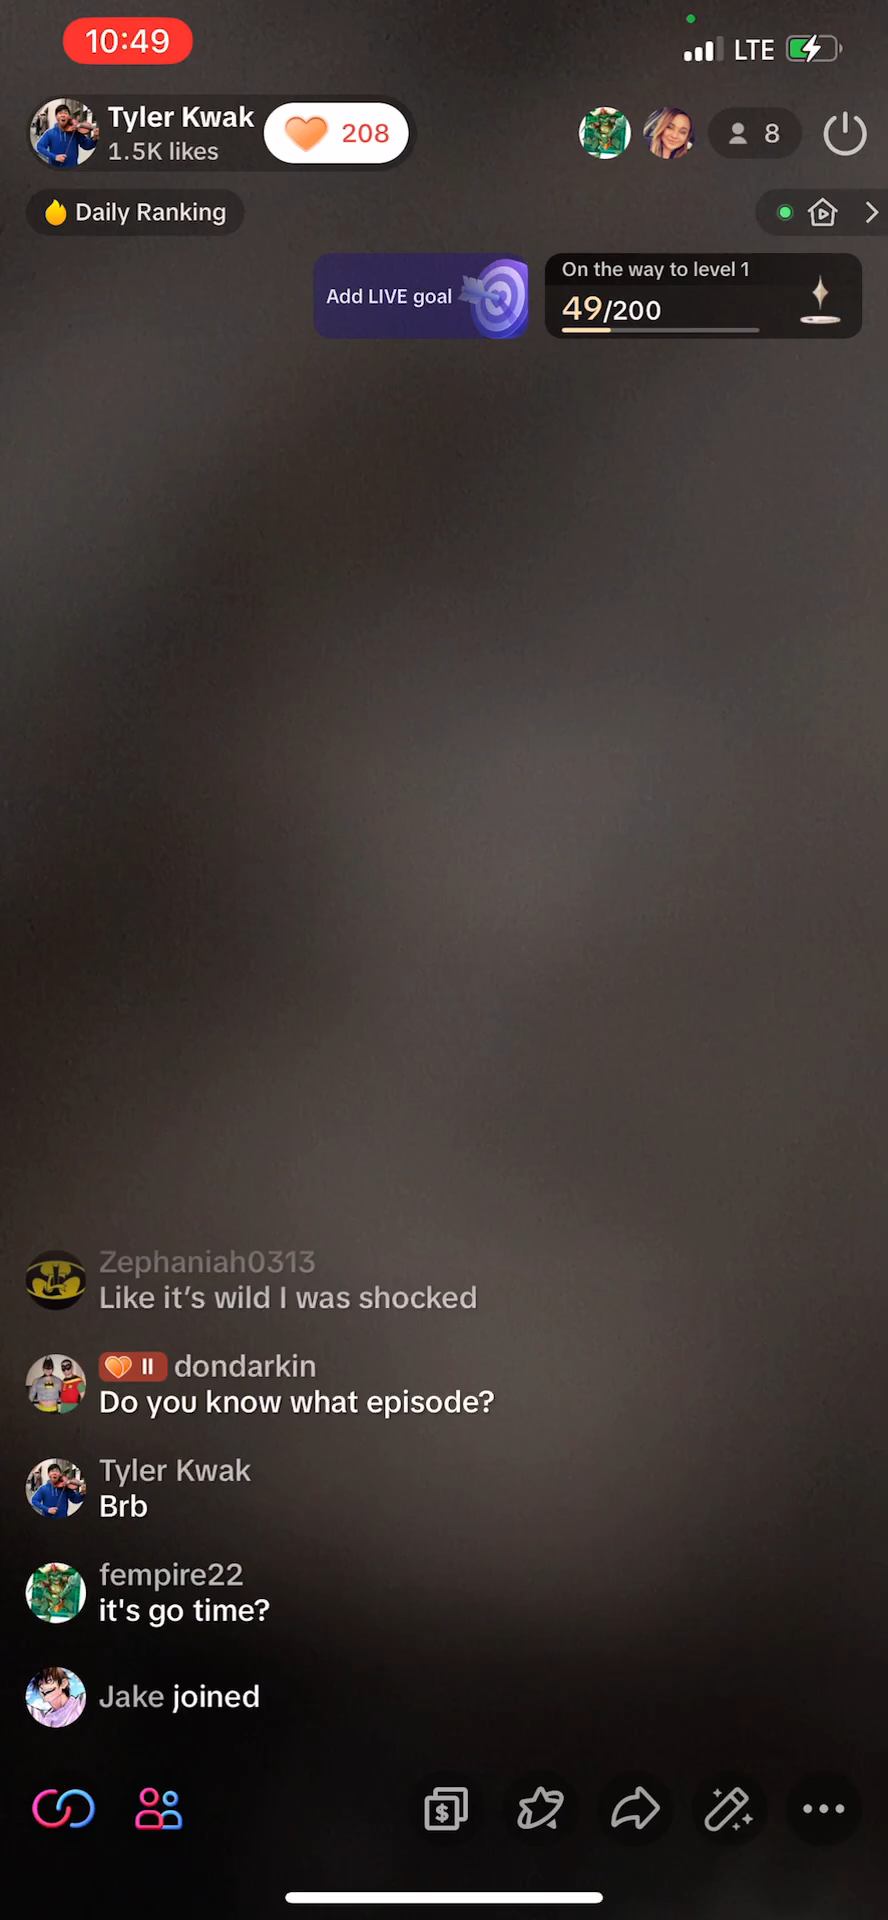 10:49
LTE
Tyler Kwak
1.5K likes
208
8
Daily Ranking
Add LIVE goal
On the way to level 1
49/200
Zephaniah0313
Like it’s wild I was shocked
II dondarkin
Do you know what episode?
Tyler Kwak
Brb
fempire22
it's go time?
Jake joined